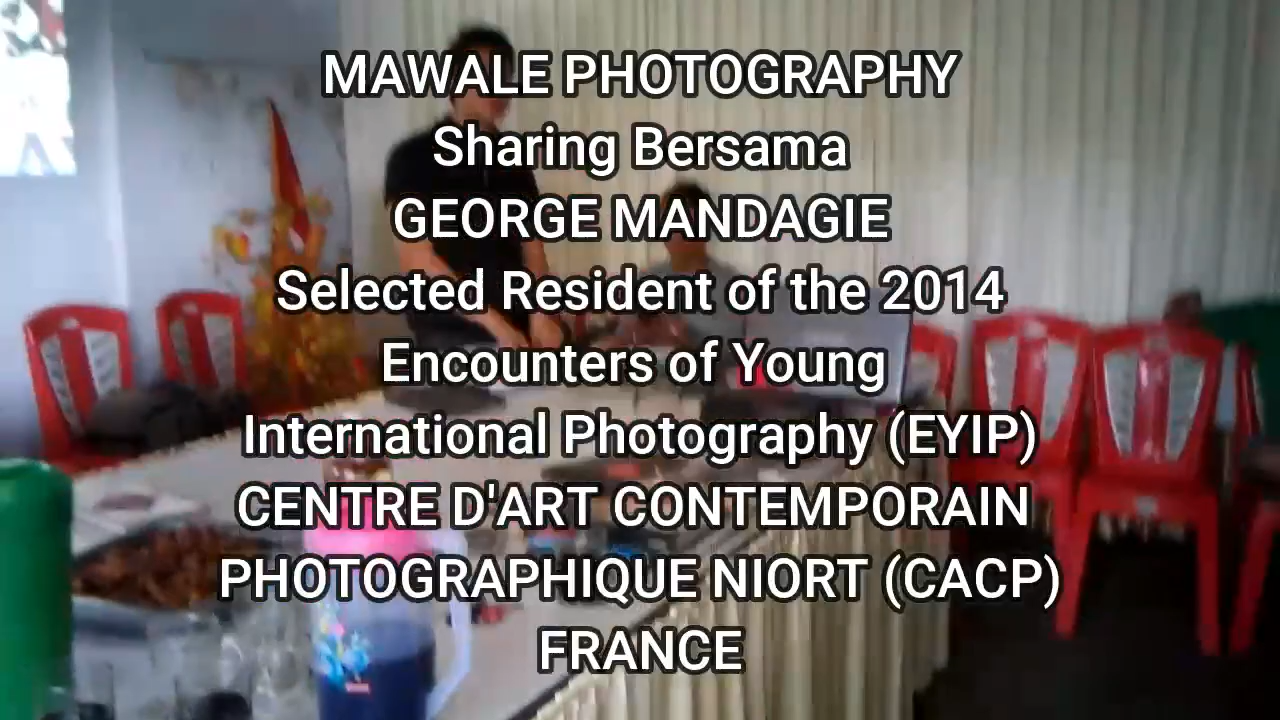 MAWALE PHOTOGRAPHY
Sharing Bersama
GEORGE MANDAGIE
Selected Resident of the 2014
Encounters of Young
International Photography (EYIP)
CENTRE D'ART CONTEMPORAIN
PHOTOGRAPHIQUE NIORT (CACP)
FRANCE